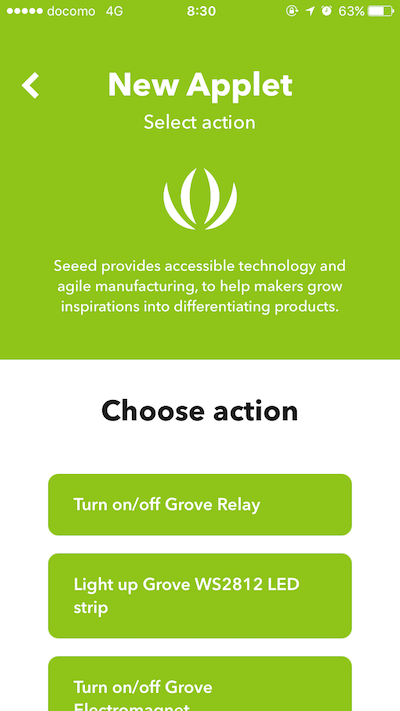 docomo 4G 8:30 63%
New Applet
Select action
Seeed provides accessible technology and
agile manufacturing, to help makers grow
inspirations into differentiating products.
Choose action
Turn on/off Grove Relay
Light up Grove WS2812 LED
strip
Turn on/off Grove
Electromagnet